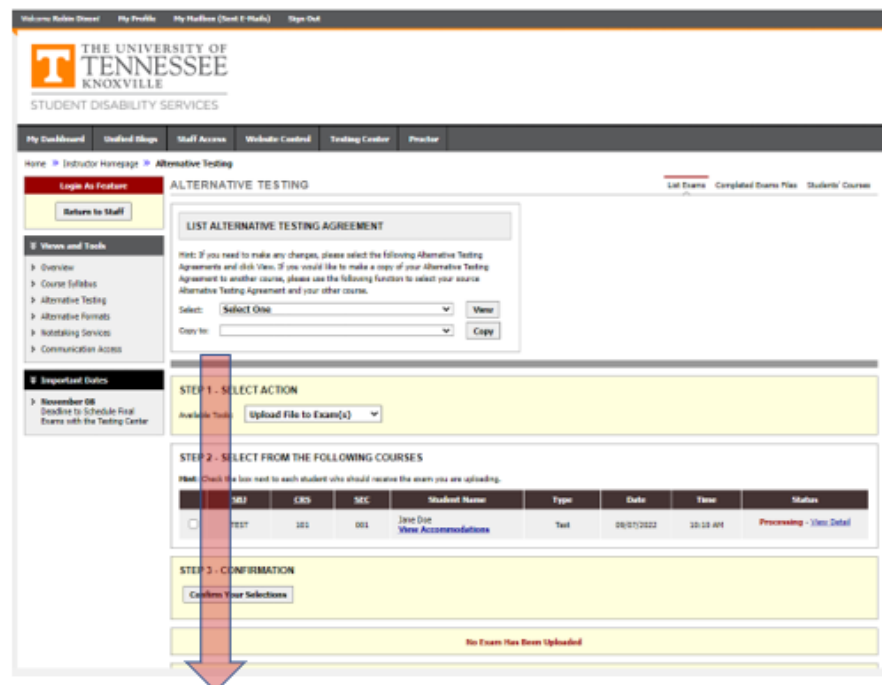 Welcome Robin Diner! My Profile My Mailbox (Sent E-Mails) Sign Out
THE UNIVERSITY OF
TENNESSEE
KNOXVILLE
STUDENT DISABILITY SERVICES
My Dashboard Unified Blogs Staff Access Website Control Testing Center Proctor
Home » Instructor Homepage » Alternative Testing
Login As Feature
Return to Staff
Views and Tools
Overview
Course Syllabus
Alternative Testing
Alternative Formats
Notetaking Services
Communication Access
Important Dates
November 08
Deadline to Schedule Final
Exams with the Testing Center
ALTERNATIVE TESTING
List Exams Completed Exams Files Students' Courses
LIST ALTERNATIVE TESTING AGREEMENT
Hint: If you need to make any changes, please select the following Alternative Testing
Agreements and click View. If you would like to make a copy of your Alternative Testing
Agreement to another course, please use the following function to select your source
Alternative Testing Agreement and your other course.
Select: Select One View
Copy to: Copy
STEP 1 - SELECT ACTION
Available Tools: Upload File to Exam(s)
STEP 2 - SELECT FROM THE FOLLOWING COURSES
Hint: Check the box next to each student who should receive the exam you are uploading.
SBJ CRS SEC Student Name Type Date Time Status
TEST 101 001 Jane Doe Test 09/07/2022 10:10 AM Processing - View Detail
View Accommodations
STEP 3 - CONFIRMATION
Confirm Your Selections
No Exam Has Been Uploaded